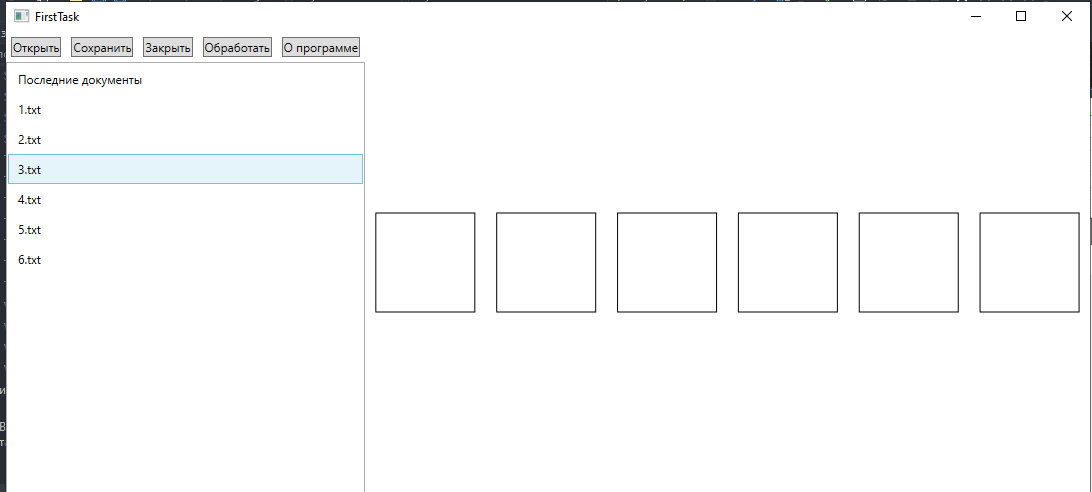 FirstTask
Открыть Сохранить Закрыть Обработать О программе
Последние документы
1.txt
2.txt
3.txt
4.txt
5.txt
6.txt